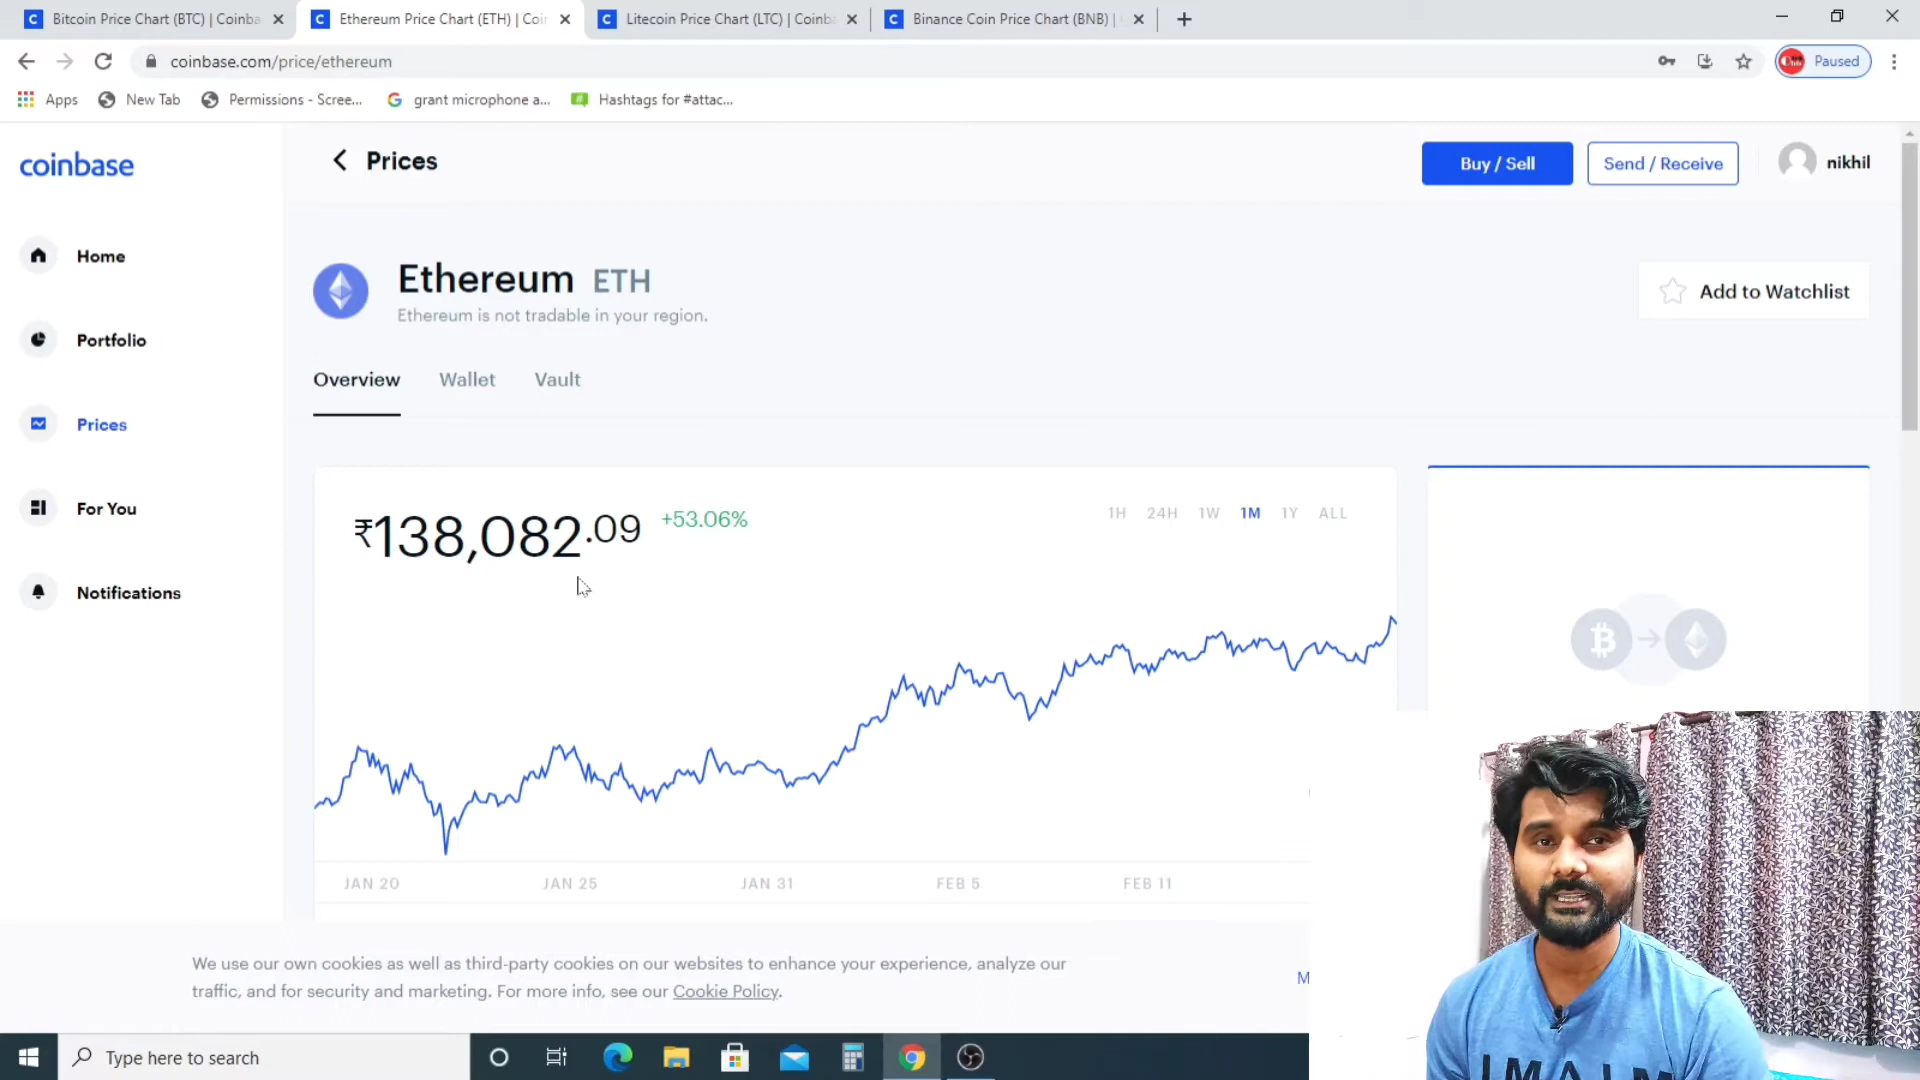 Bitcoin Price Chart (BTC) | Coinba
Ethereum Price Chart (ETH) | Coin
Litecoin Price Chart (LTC) | Coinb
Binance Coin Price Chart (BNB) |
coinbase.com/price/ethereum
Paused
Apps
New Tab
Permissions - Scree...
grant microphone a...
Hashtags for #attac...
coinbase
Prices
Buy / Sell
Send / Receive
nikhil
Home
Portfolio
Prices
For You
Notifications
Ethereum ETH
Ethereum is not tradable in your region.
Add to Watchlist
Overview
Wallet
Vault
₹138,082.09 +53.06%
1H 24H 1W 1M 1Y ALL
JAN 20 JAN 25 JAN 31 FEB 5 FEB 11
We use our own cookies as well as third-party cookies on our websites to enhance your experience, analyze our
traffic, and for security and marketing. For more info, see our Cookie Policy.
M
Type here to search